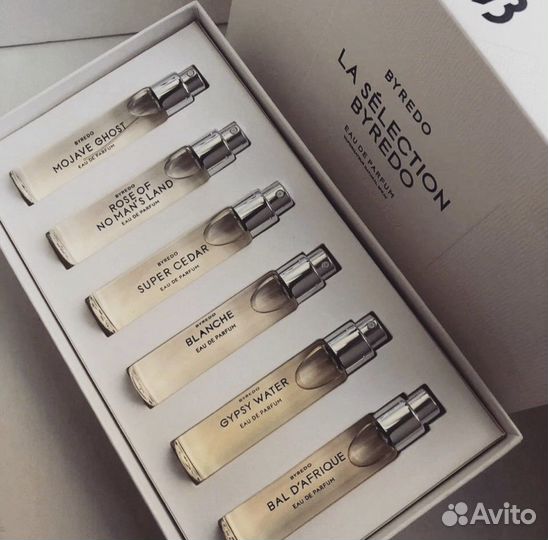 BYREDO
MOJAVE GHOST
EAU DE PARFUM
BYREDO
ROSE OF
NO MAN'S LAND
EAU DE PARFUM
BYREDO
SUPER CEDAR
EAU DE PARFUM
BYREDO
BLANCHE
EAU DE PARFUM
BYREDO
GYPSY WATER
EAU DE PARFUM
BYREDO
BAL D'AFRIQUE
EAU DE PARFUM
BYREDO
LA SÉLECTION
BYREDO
EAU DE PARFUM
Avito